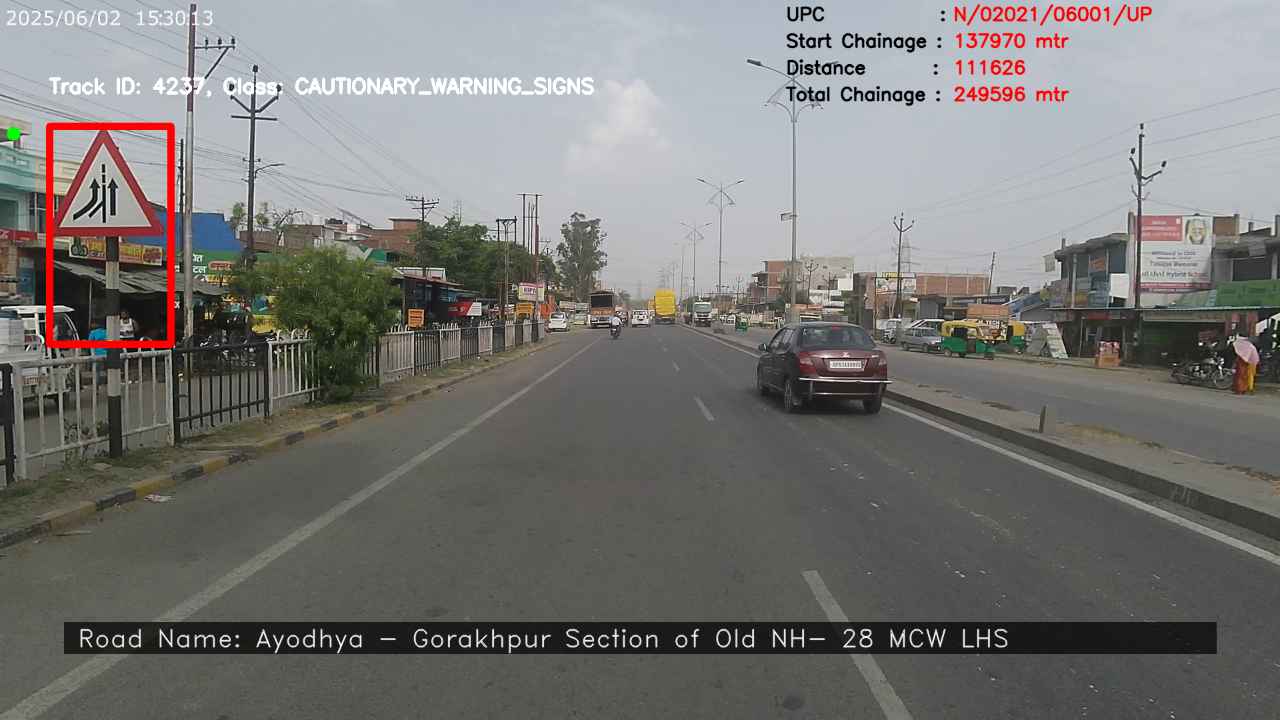 2025/06/02 15:30:13
UPC : N/02021/06001/UP
Start Chainage : 137970 mtr
Distance : 111626
Total Chainage : 249596 mtr
Track ID: 4237, Class: CAUTIONARY_WARNING_SIGNS
Road Name: Ayodhya - Gorakhpur Section of Old NH- 28 MCW LHS